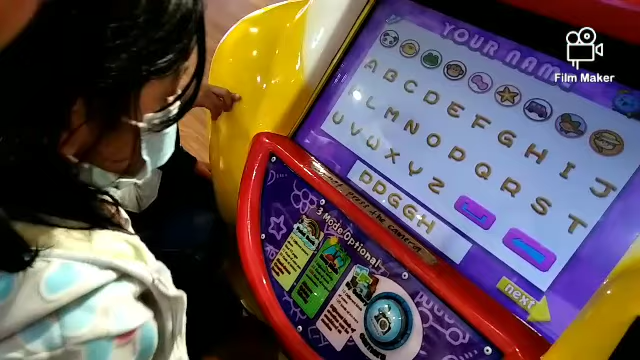 Film Maker
YOUR NAME
A B C D E F G H I J
K L M N O P Q R S T
U V W X Y Z
DDGGH
next
3 Mode Optional